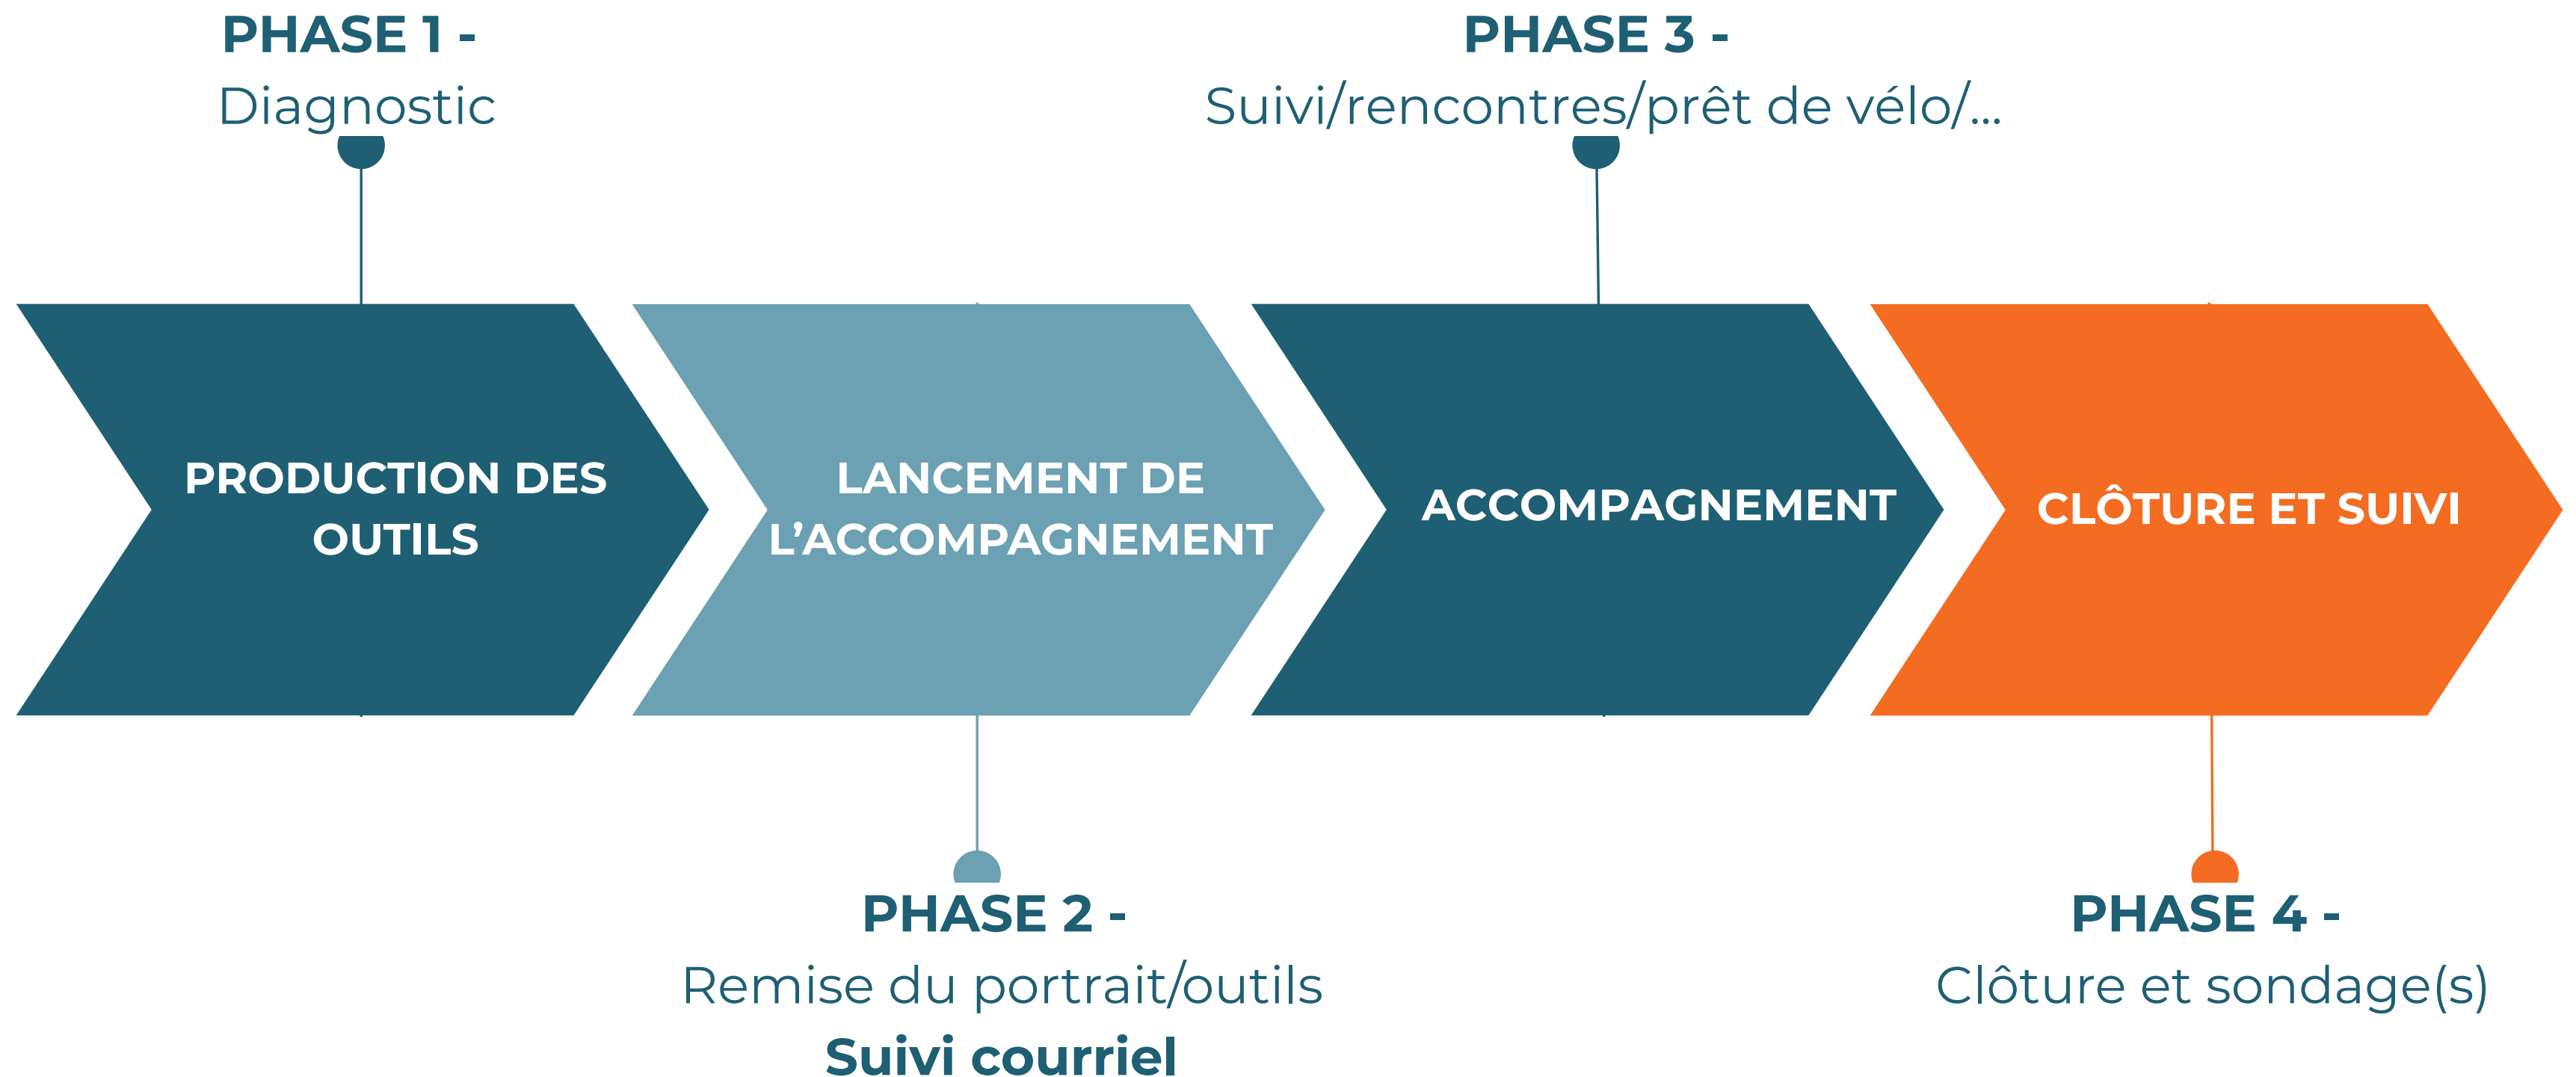 PHASE 1 -
Diagnostic
PHASE 3 -
Suivi/rencontres/prêt de vélo/...
PRODUCTION DES
OUTILS
LANCEMENT DE
L'ACCOMPAGNEMENT
ACCOMPAGNEMENT
CLÔTURE ET SUIVI
PHASE 2 -
Remise du portrait/outils
Suivi courriel
PHASE 4 -
Clôture et sondage(s)